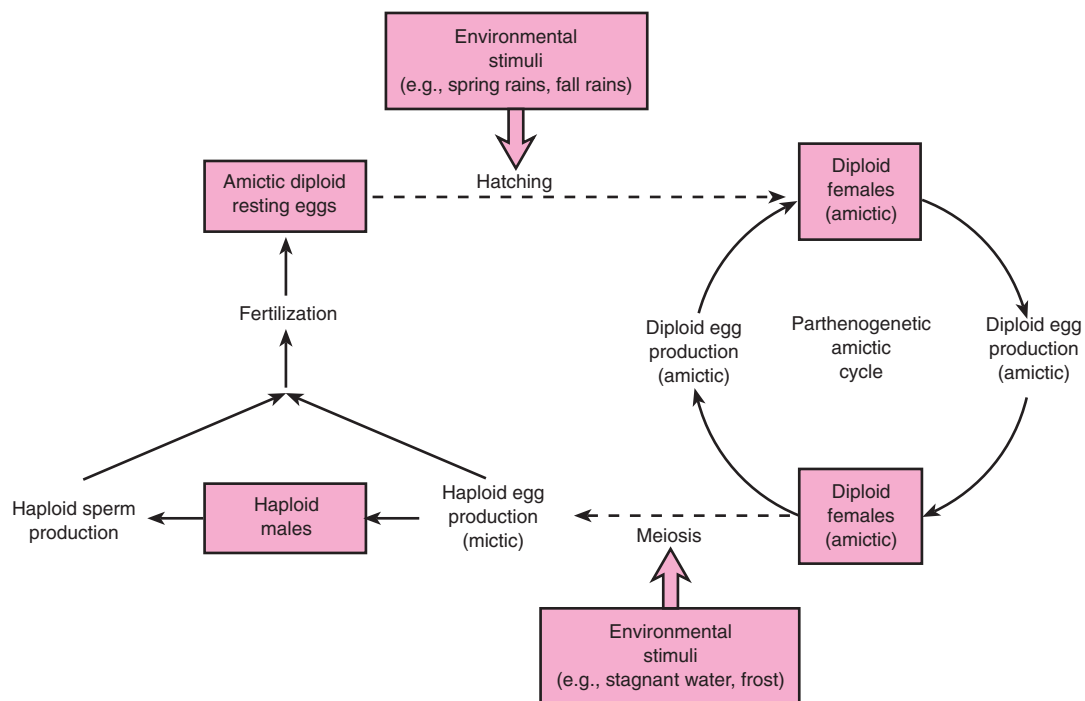 Environmental
stimuli
(e.g., spring rains, fall rains)
Hatching
Amictic diploid
resting eggs
Diploid
females
(amictic)
Fertilization
Diploid egg
production
(amictic)
Parthenogenetic
amictic
cycle
Diploid egg
production
(amictic)
Haploid sperm
production
Haploid
males
Haploid egg
production
(mictic)
Meiosis
Diploid
females
(amictic)
Environmental
stimuli
(e.g., stagnant water, frost)